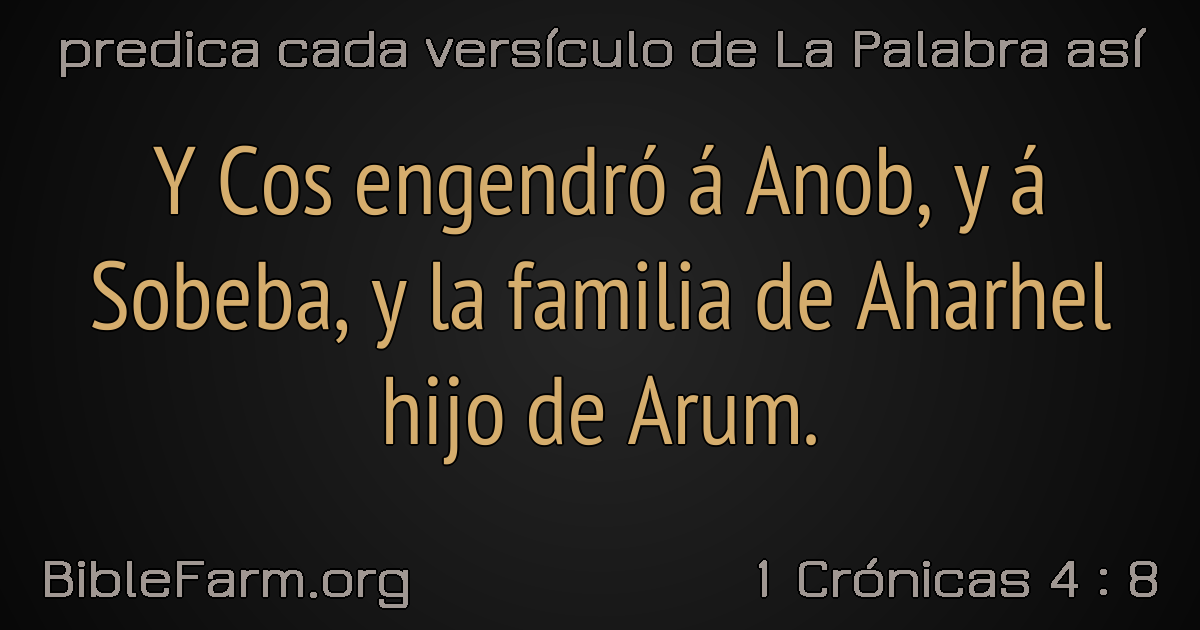 predica cada versículo de La Palabra así
Y Cos engendró á Anob, y á
Sobeba, y la familia de Aharhel
hijo de Arum.
BibleFarm.org
1 Crónicas 4 : 8